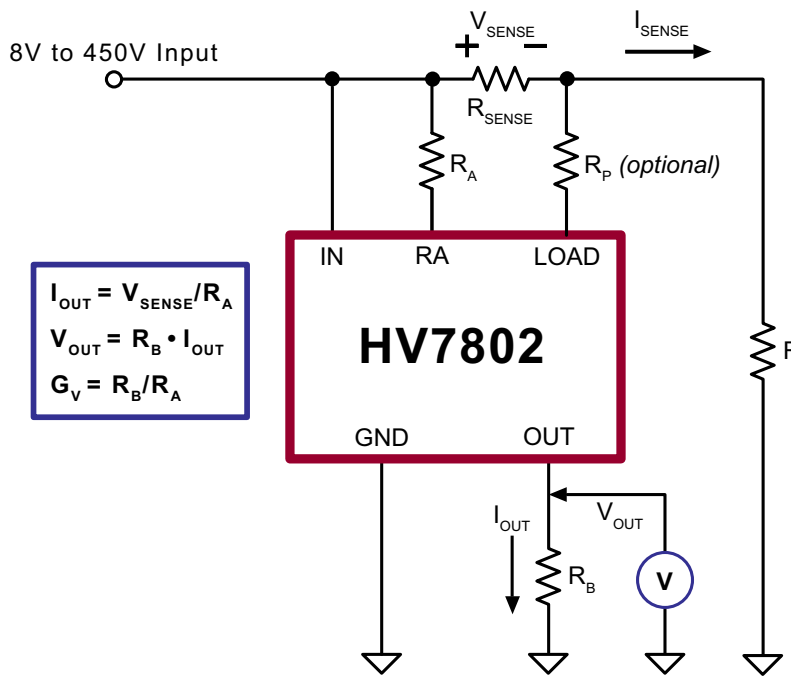 V_SENSE
+ −
I_SENSE
8V to 450V Input
R_SENSE
R_A
R_P (optional)
IN
RA
LOAD
I_OUT = V_SENSE/R_A
V_OUT = R_B • I_OUT
G_V = R_B/R_A
HV7802
GND
OUT
I_OUT
V_OUT
R_B
V